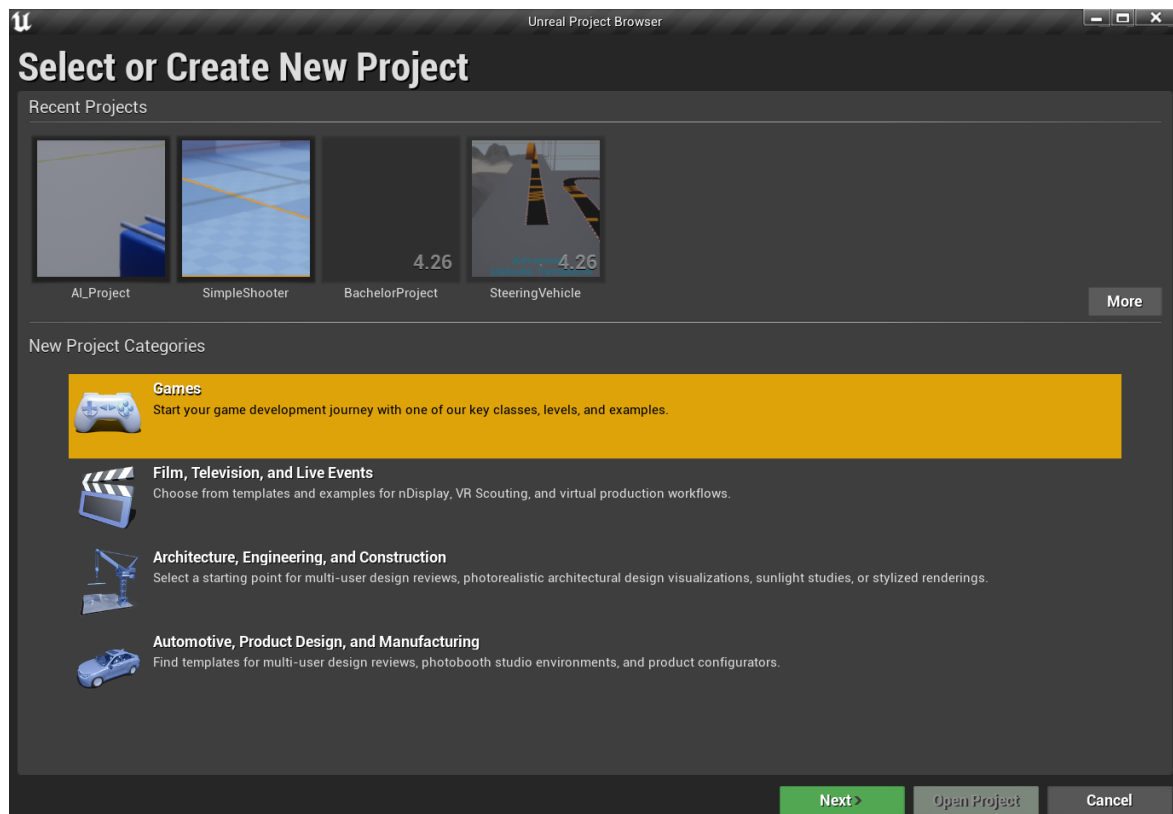 Unreal Project Browser
Select or Create New Project
Recent Projects
4.26
4.26
AI_Project
SimpleShooter
BachelorProject
SteeringVehicle
More
New Project Categories
Games
Start your game development journey with one of our key classes, levels, and examples.
Film, Television, and Live Events
Choose from templates and examples for nDisplay, VR Scouting, and virtual production workflows.
Architecture, Engineering, and Construction
Select a starting point for multi-user design reviews, photorealistic architectural design visualizations, sunlight studies, or stylized renderings.
Automotive, Product Design, and Manufacturing
Find templates for multi-user design reviews, photobooth studio environments, and product configurators.
Next>
Open Project
Cancel